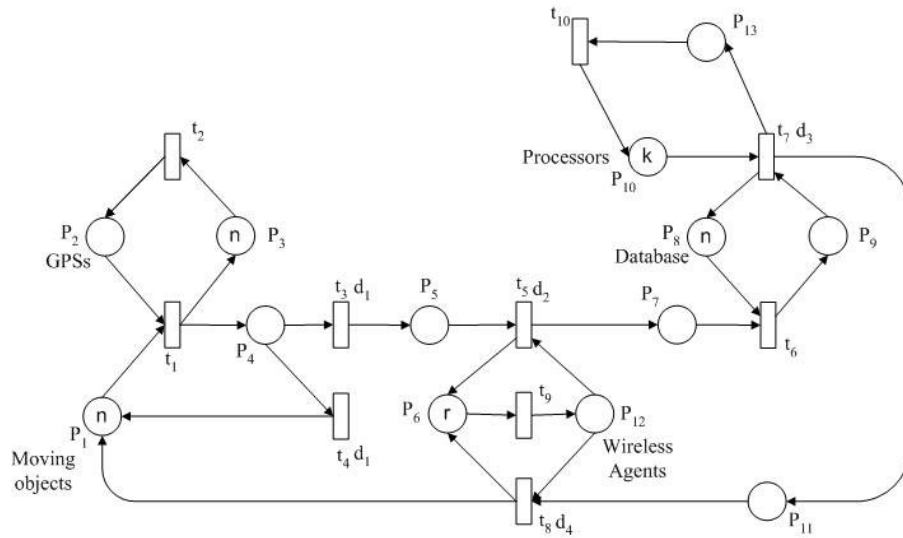 t10
P13
t7 d3
Processors
k
P10
t2
P2
GPSs
n
P3
P8
n
Database
P9
t3 d1
P5
t5 d2
P7
t1
P4
t6
n
P1
Moving
objects
t4 d1
P6
r
t9
P12
Wireless
Agents
t8 d4
P11